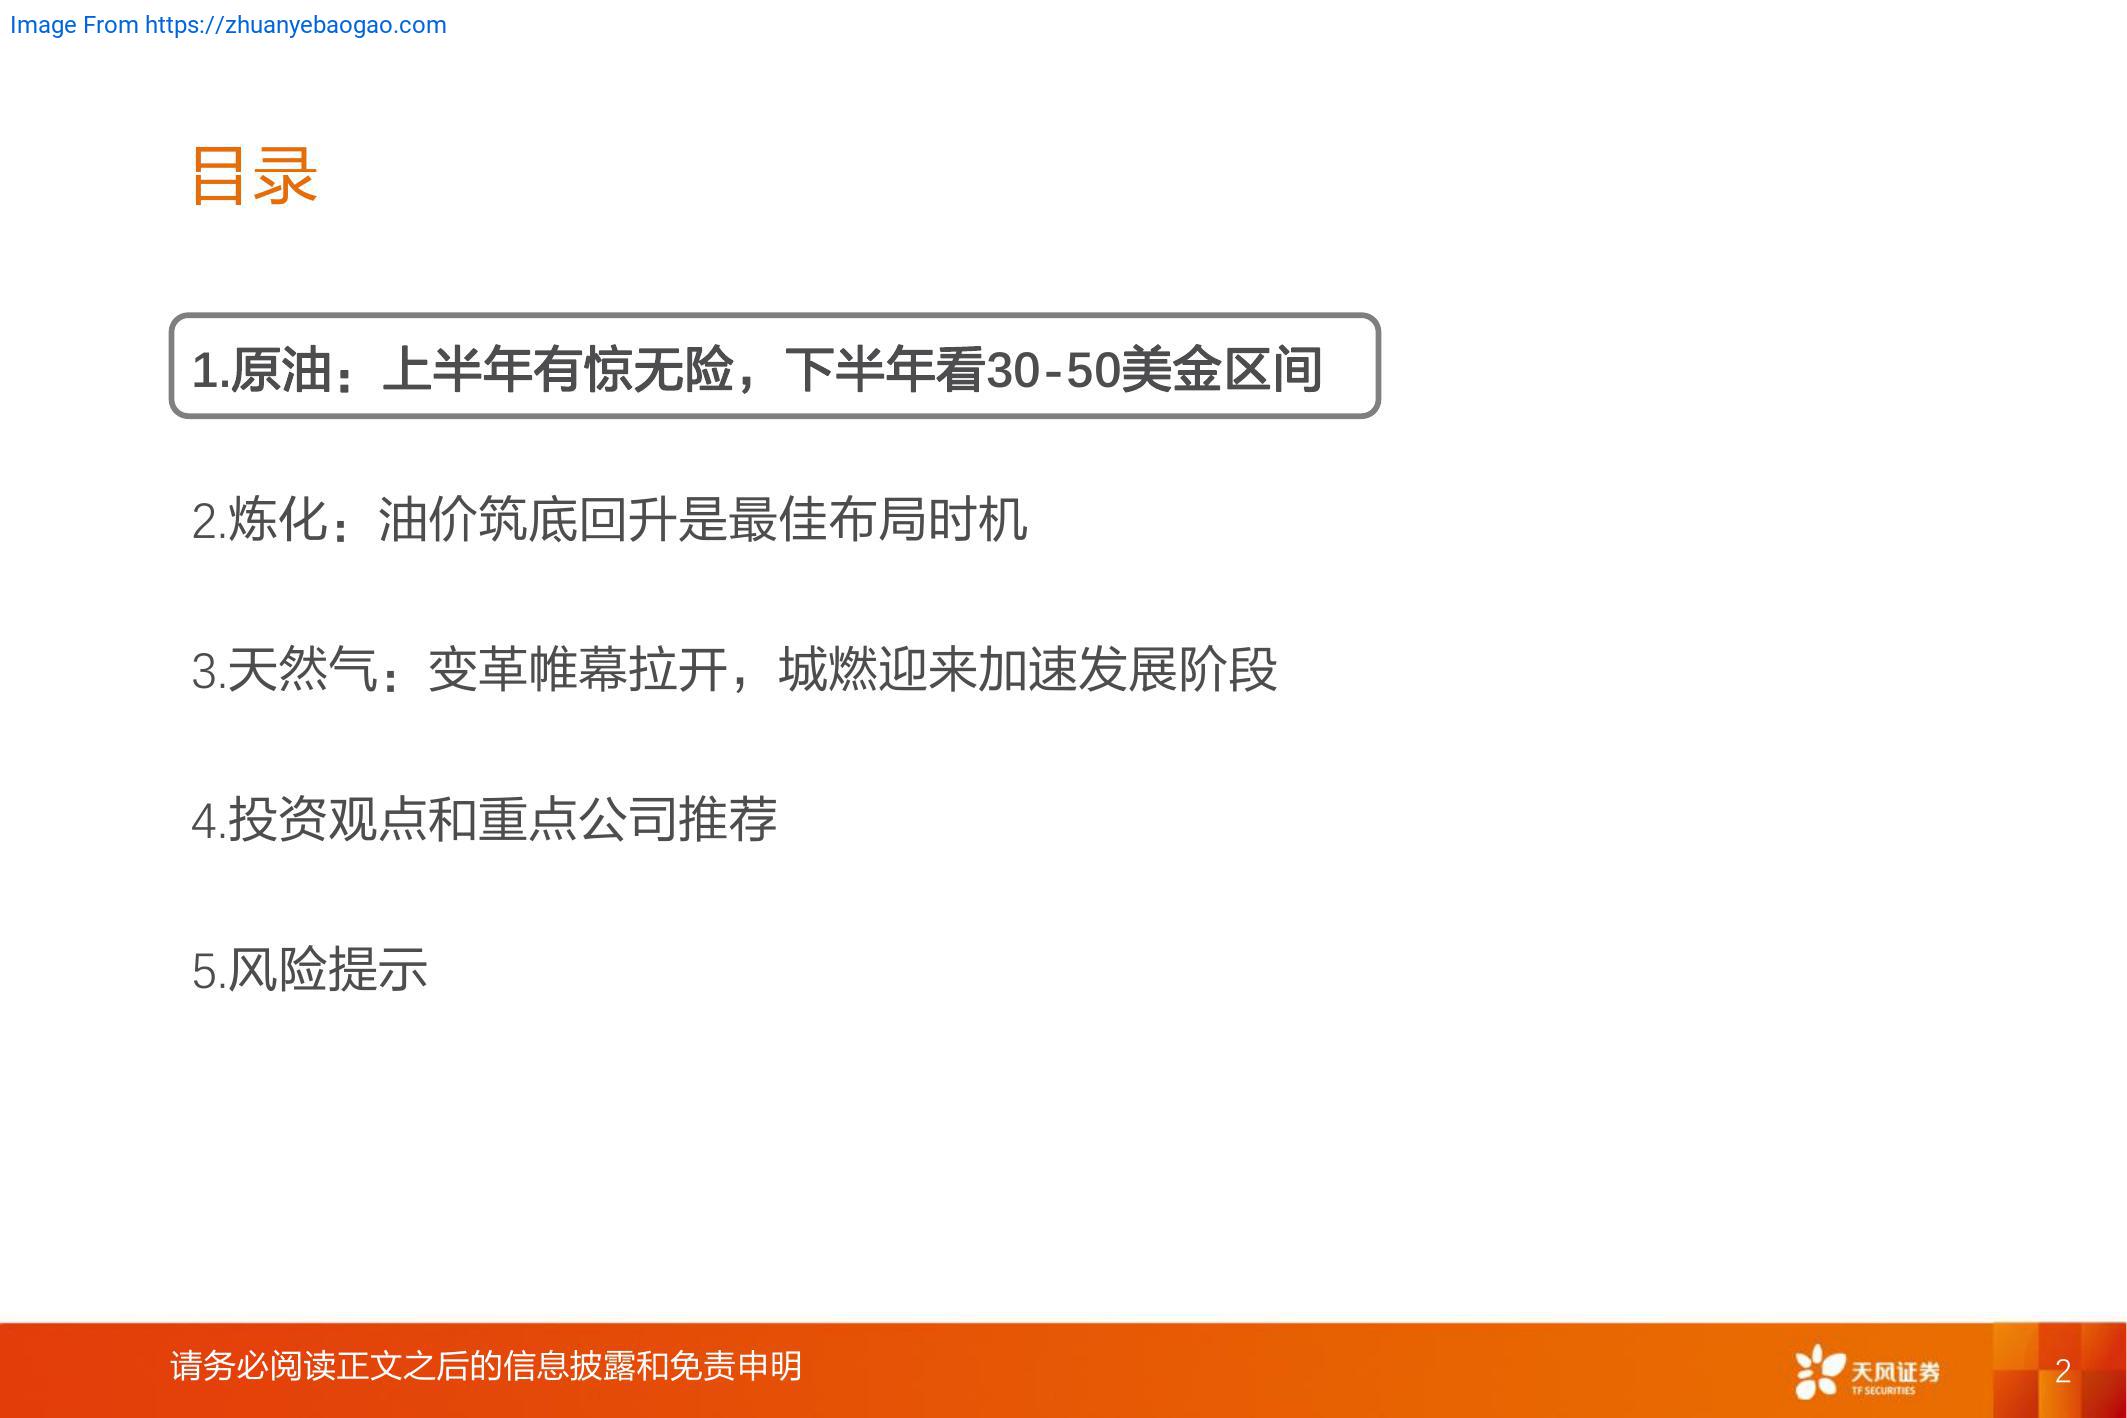 Image From https://zhuanyebaogao.com
目录
1.原油：上半年有惊无险，下半年看30-50美金区间
2.炼化：油价筑底回升是最佳布局时机
3.天然气：变革帷幕拉开，城燃迎来加速发展阶段
4.投资观点和重点公司推荐
5.风险提示
请务必阅读正文之后的信息披露和免责申明
天风证券
TF SECURITIES
2